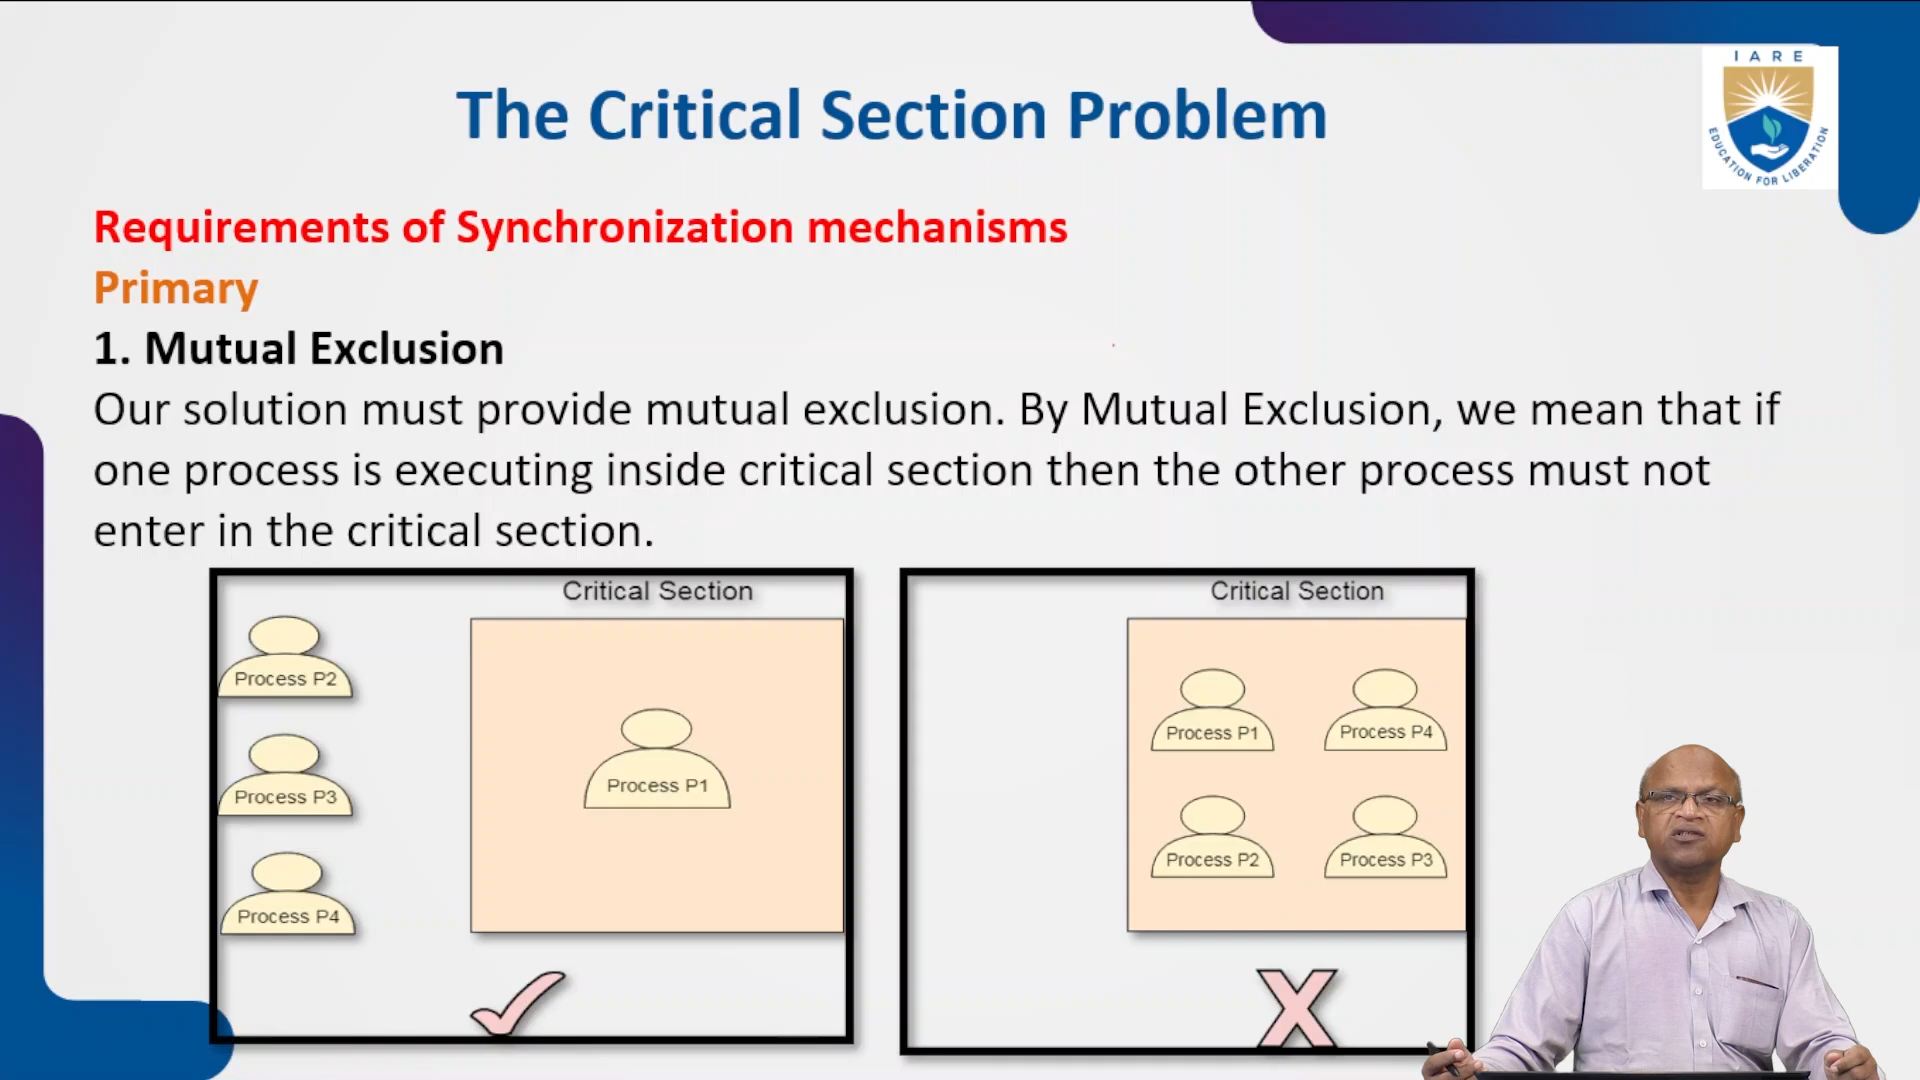 The Critical Section Problem
IARE
EDUCATION FOR LIBERATION
Requirements of Synchronization mechanisms
Primary
1. Mutual Exclusion
Our solution must provide mutual exclusion. By Mutual Exclusion, we mean that if
one process is executing inside critical section then the other process must not
enter in the critical section.
Critical Section
Process P2
Process P3
Process P4
Process P1
Critical Section
Process P1
Process P4
Process P2
Process P3
X